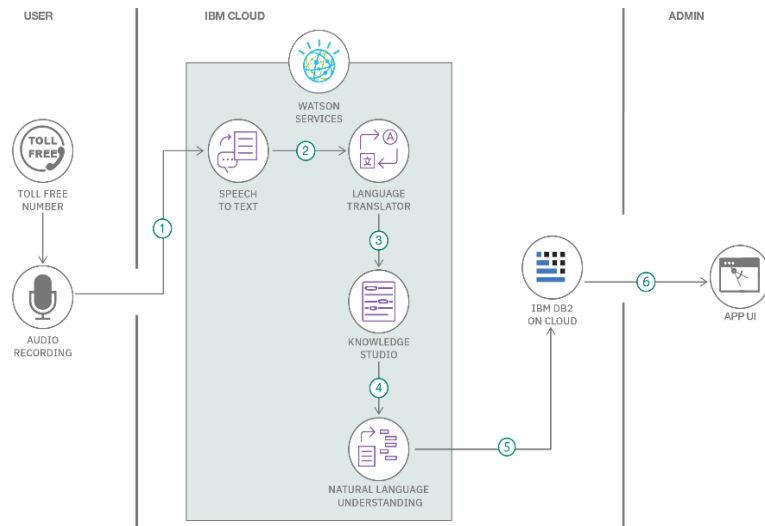 USER
IBM CLOUD
ADMIN
WATSON
SERVICES
TOLL
FREE
TOLL FREE
NUMBER
1
SPEECH
TO TEXT
2
A
文
LANGUAGE
TRANSLATOR
3
AUDIO
RECORDING
KNOWLEDGE
STUDIO
4
NATURAL LANGUAGE
UNDERSTANDING
5
IBM DB2
ON CLOUD
6
APP UI